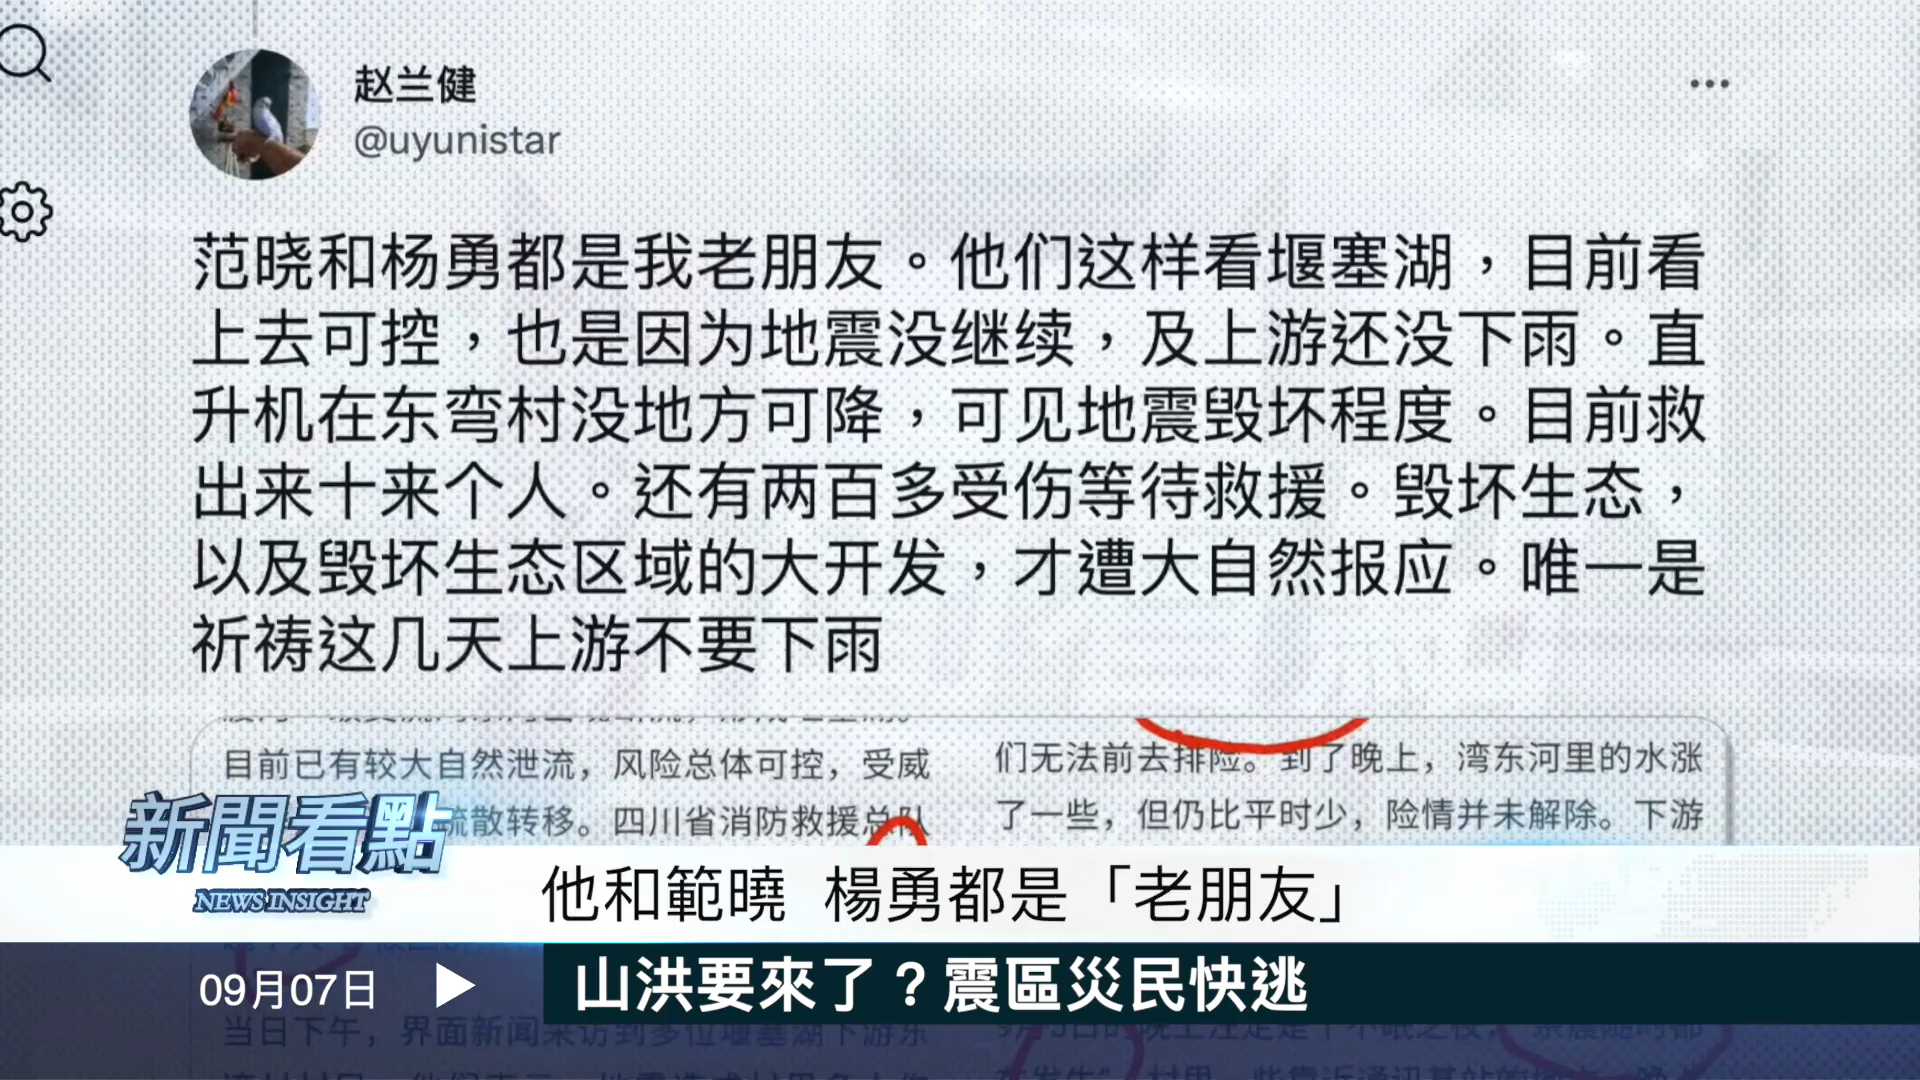 赵兰健
@uyunistar
范晓和杨勇都是我老朋友。他们这样看堰塞湖，目前看
上去可控，也是因为地震没继续，及上游还没下雨。直
升机在东弯村没地方可降，可见地震毁坏程度。目前救
出来十来个人。还有两百多受伤等待救援。毁坏生态，
以及毁坏生态区域的大开发，才遭大自然报应。唯一是
祈祷这几天上游不要下雨
目前已有较大自然泄流，风险总体可控，受威
疏散转移。四川省消防救援总队
们无法前去排险。到了晚上，湾东河里的水涨
了一些，但仍比平时少，险情并未解除。下游
新聞看點
NEWS INSIGHT
他和範曉 楊勇都是「老朋友」
09月07日
山洪要來了？震區災民快逃
当日下午，界面新闻采访到多位堰塞湖下游东